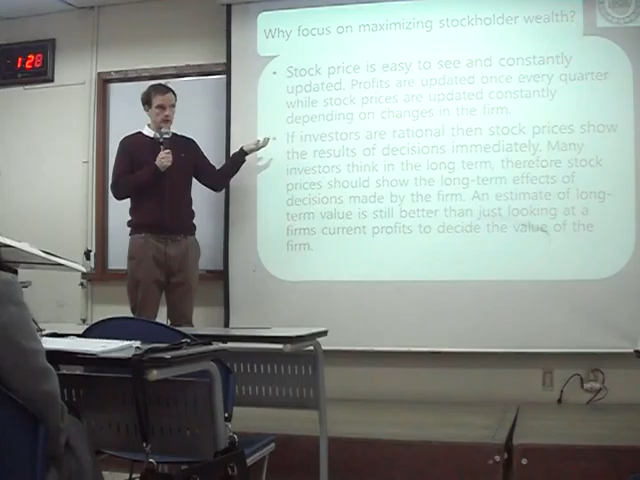 1:28
Why focus on maximizing stockholder wealth?
• Stock price is easy to see and constantly
updated. Profits are updated once every quarter
while stock prices are updated constantly
depending on changes in the firm.
• If investors are rational then stock prices show
the results of decisions immediately. Many
investors think in the long term, therefore stock
prices should show the long-term effects of
decisions made by the firm. An estimate of long-
term value is still better than just looking at a
firms current profits to decide the value of the
firm.